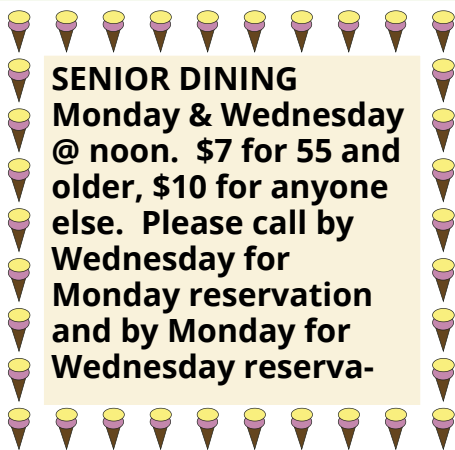 SENIOR DINING
Monday & Wednesday
@ noon.  $7 for 55 and
older, $10 for anyone
else.  Please call by
Wednesday for
Monday reservation
and by Monday for
Wednesday reserva-